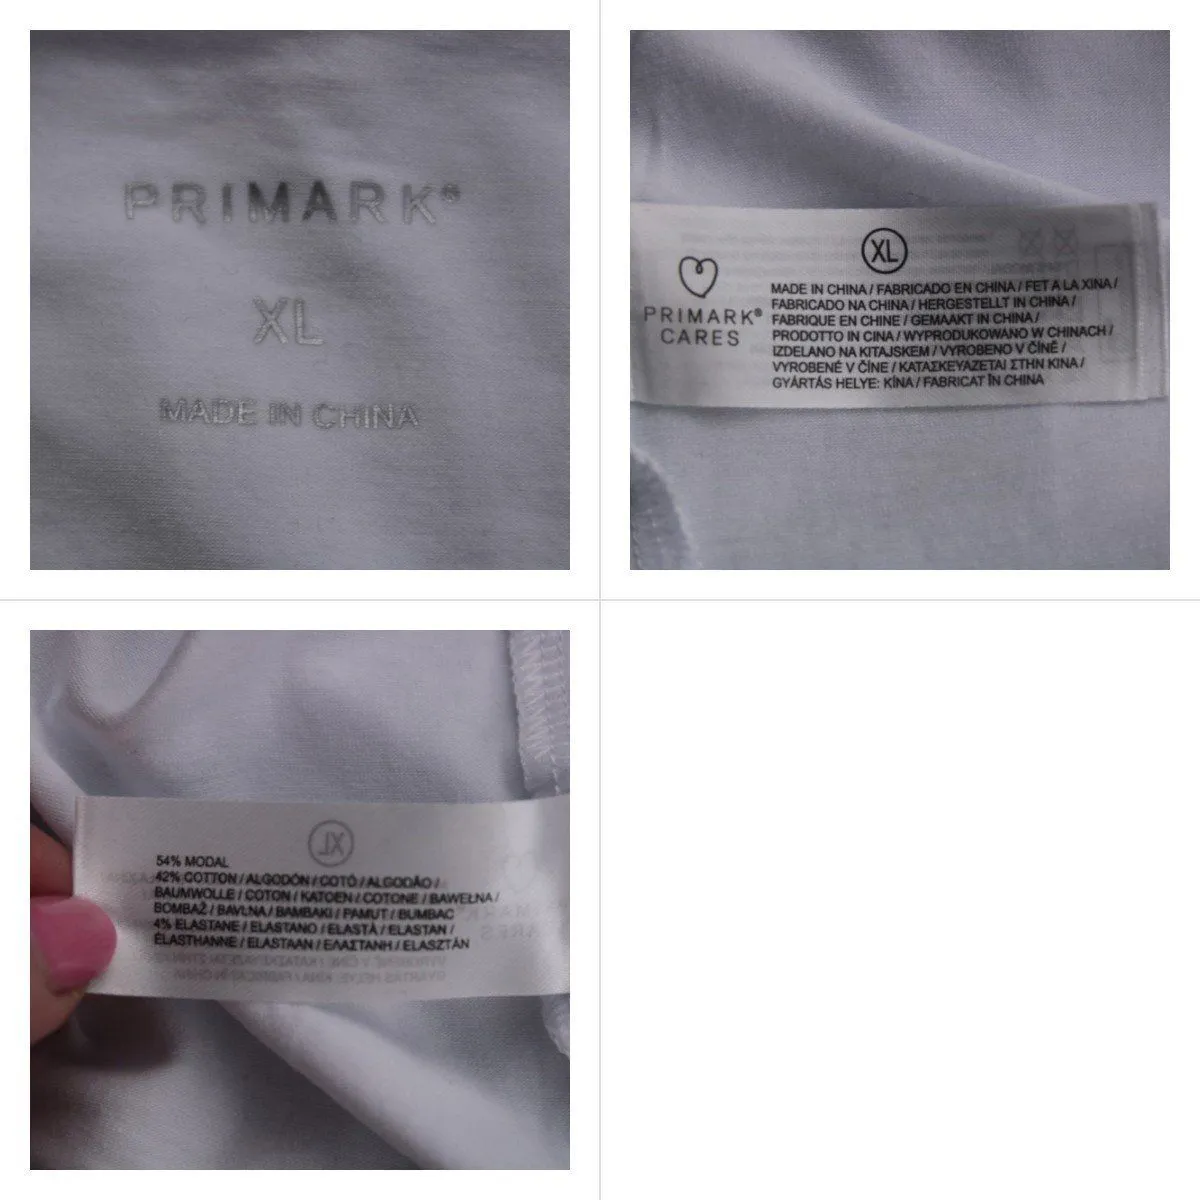 PRIMARK®
XL
MADE IN CHINA
XL
PRIMARK®
CARES
MADE IN CHINA / FABRICADO EN CHINA / FET A LA XINA /
FABRICADO NA CHINA / HERGESTELLT IN CHINA /
FABRIQUE EN CHINE / GEMAAKT IN CHINA /
PRODOTTO IN CINA / WYPRODUKOWANO W CHINACH /
IZDELANO NA KITAJSKEM / VYROBENO V ČÍNĚ /
VYROBENÉ V ČÍNE / ΚΑΤΑΣΚΕΥΑΖΕΤΑΙ ΣΤΗΝ ΚΙΝΑ /
GYÁRTÁS HELYE: KÍNA / FABRICAT ÎN CHINA
XL
54% MODAL
42% COTTON / ALGODÓN / COTÓ / ALGODÃO /
BAUMWOLLE / COTON / KATOEN / COTONE / BAWEŁNA /
BOMBAŽ / BAVLNA / ΒΑΜΒΑΚΙ / PAMUT / BUMBAC
4% ELASTANE / ELASTANO / ELASTÀ / ELASTAN /
ÉLASTHANNE / ELASTAAN / ΕΛΑΣΤΑΝΗ / ELASZTÁN